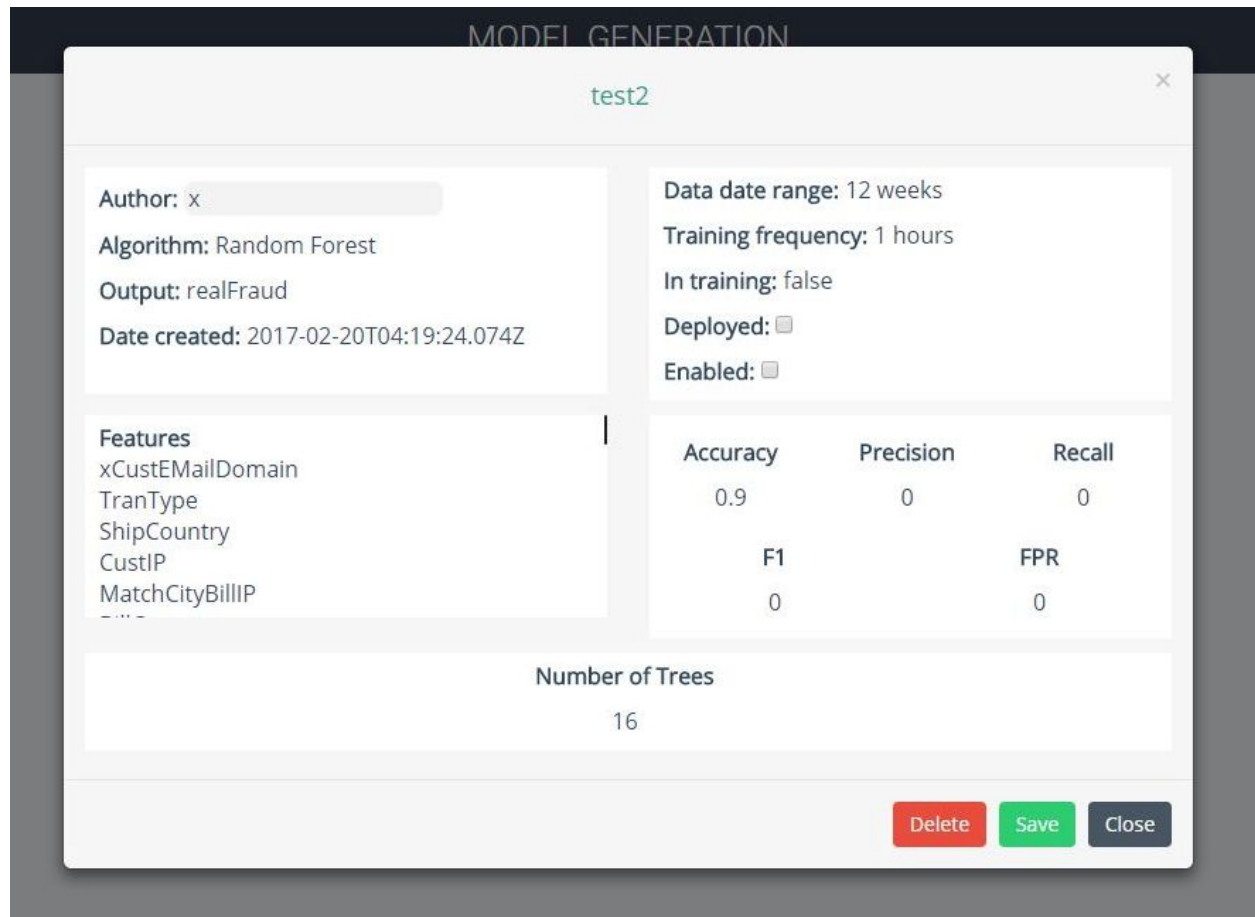 MODEL GENERATION
test2
×
Author: x
Algorithm: Random Forest
Output: realFraud
Date created: 2017-02-20T04:19:24.074Z
Data date range: 12 weeks
Training frequency: 1 hours
In training: false
Deployed:
Enabled:
Features
xCustEMailDomain
TranType
ShipCountry
CustIP
MatchCityBillIP
Accuracy Precision Recall
0.9 0 0
F1 FPR
0 0
Number of Trees
16
Delete Save Close